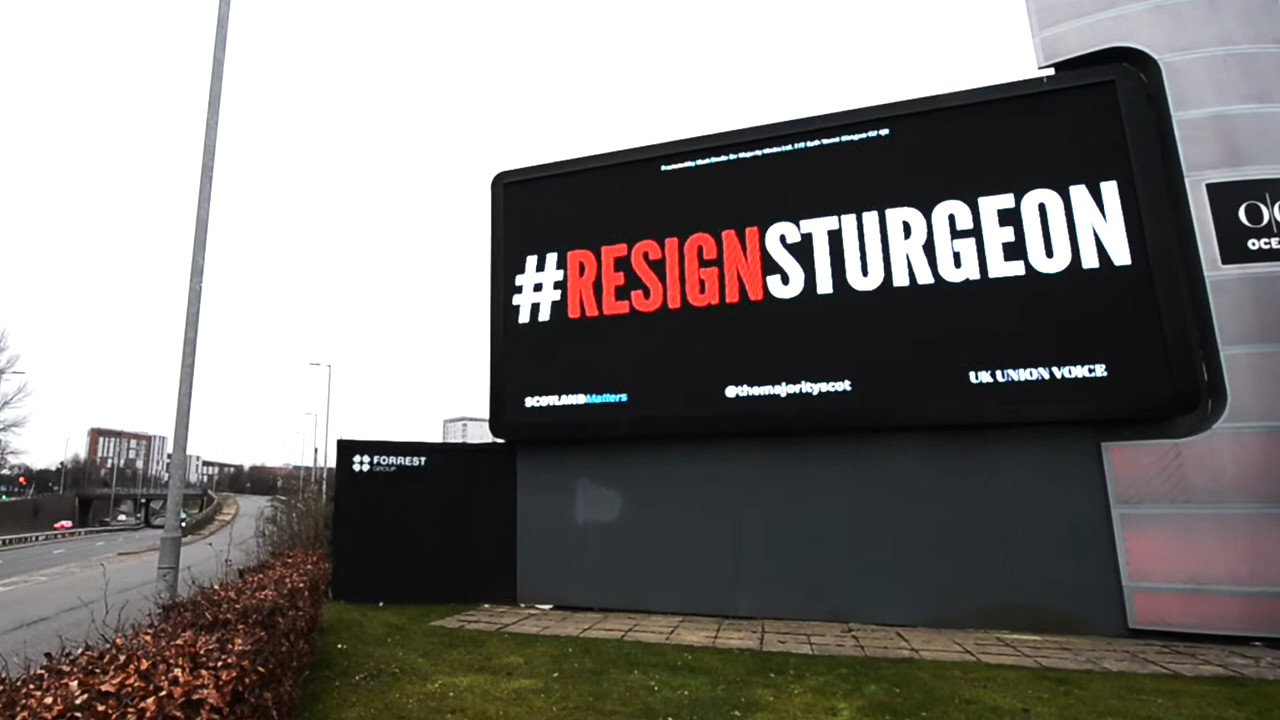 #RESIGNSTURGEON
SCOTLANDMatters
@themajorityscot
UK UNION VOICE
FORREST
GROUP